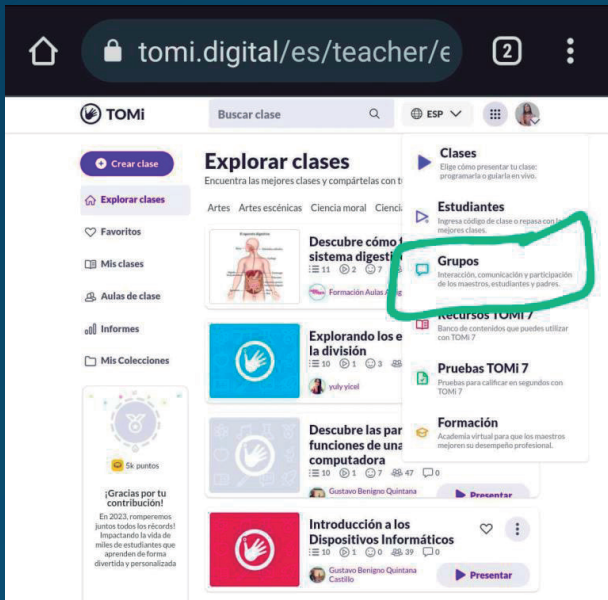 tomi.digital/es/teacher/e
2
TOMi
Buscar clase
ESP
Crear clase
Explorar clases
Favoritos
Mis clases
Aulas de clase
Informes
Mis Colecciones
5k puntos
¡Gracias por tu
contribución!
En 2023, romperemos
juntos todos los récords!
Impactando la vida de
miles de estudiantes que
aprenden de forma
divertida y personalizada
Explorar clases
Encuentra las mejores clases y compártelas con t
Artes Artes escénicas Ciencia moral Cienci
Descubre cómo
sistema digesti
11 2 7
Formación Aulas A
Explorando los e
la división
10 1 3
yuly yicel
Descubre las par
funciones de una
computadora
10 1 7 47 0
Gustavo Benigno Quintana
Presentar
Introducción a los
Dispositivos Informáticos
10 1 0 39 0
Gustavo Benigno Quintana
Castillo
Presentar
Clases
Elige cómo presentar tu clase:
programarla o guiarla en vivo.
Estudiantes
Ingresa código de clase o repasa con las
mejores clases.
Grupos
Interacción, comunicación y participación
de los maestros, estudiantes y padres.
Recursos TOMi 7
Banco de contenidos que puedes utilizar
con TOMi 7
Pruebas TOMi 7
Pruebas para calificar en segundos con
TOMi 7
Formación
Academia virtual para que los maestros
mejoren su desempeño profesional.